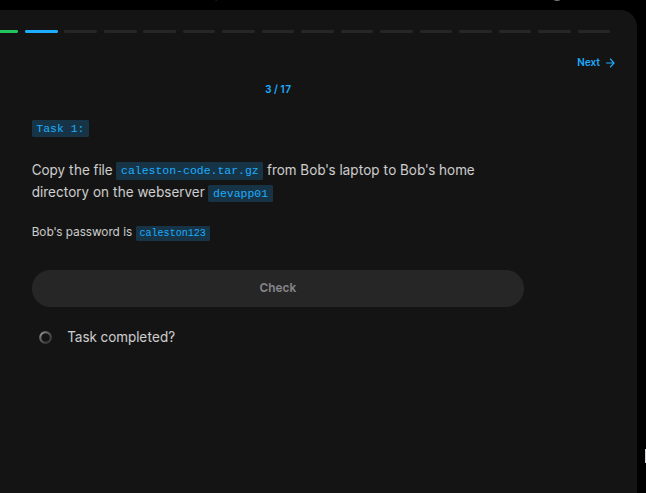 Next →
3 / 17
Task 1:
Copy the file caleston-code.tar.gz from Bob's laptop to Bob's home
directory on the webserver devapp01
Bob's password is caleston123
Check
Task completed?